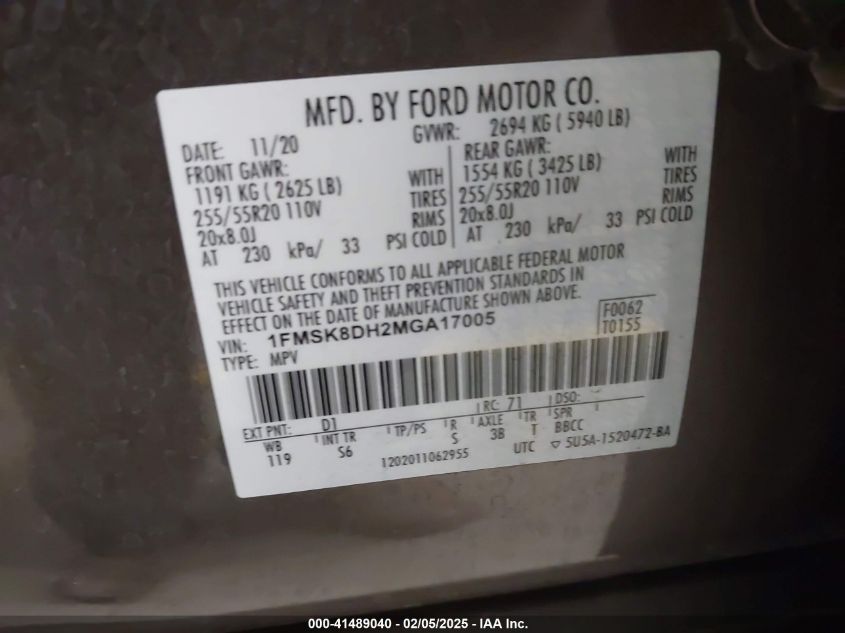 MFD. BY FORD MOTOR CO.
DATE: 11/20 GVWR: 2694 KG ( 5940 LB)
FRONT GAWR: REAR GAWR:
1191 KG ( 2625 LB) WITH 1554 KG ( 3425 LB) WITH
255/55R20 110V TIRES 255/55R20 110V TIRES
20x8.0J RIMS 20x8.0J RIMS
AT 230 kPa/ 33 PSI COLD AT 230 kPa/ 33 PSI COLD
THIS VEHICLE CONFORMS TO ALL APPLICABLE FEDERAL MOTOR
VEHICLE SAFETY AND THEFT PREVENTION STANDARDS IN
EFFECT ON THE DATE OF MANUFACTURE SHOWN ABOVE.
VIN: 1FMSK8DH2MGA17005 F0062
TYPE: MPV T0155
EXT PNT: D1 RC: 71 DSO:
WB INT TR TP/PS R AXLE TR SPR
119 S6 S 3B T BBCC
1202011062955 UTC ▽ 5U5A-1520472-BA
000-41489040 - 02/05/2025 - IAA Inc.